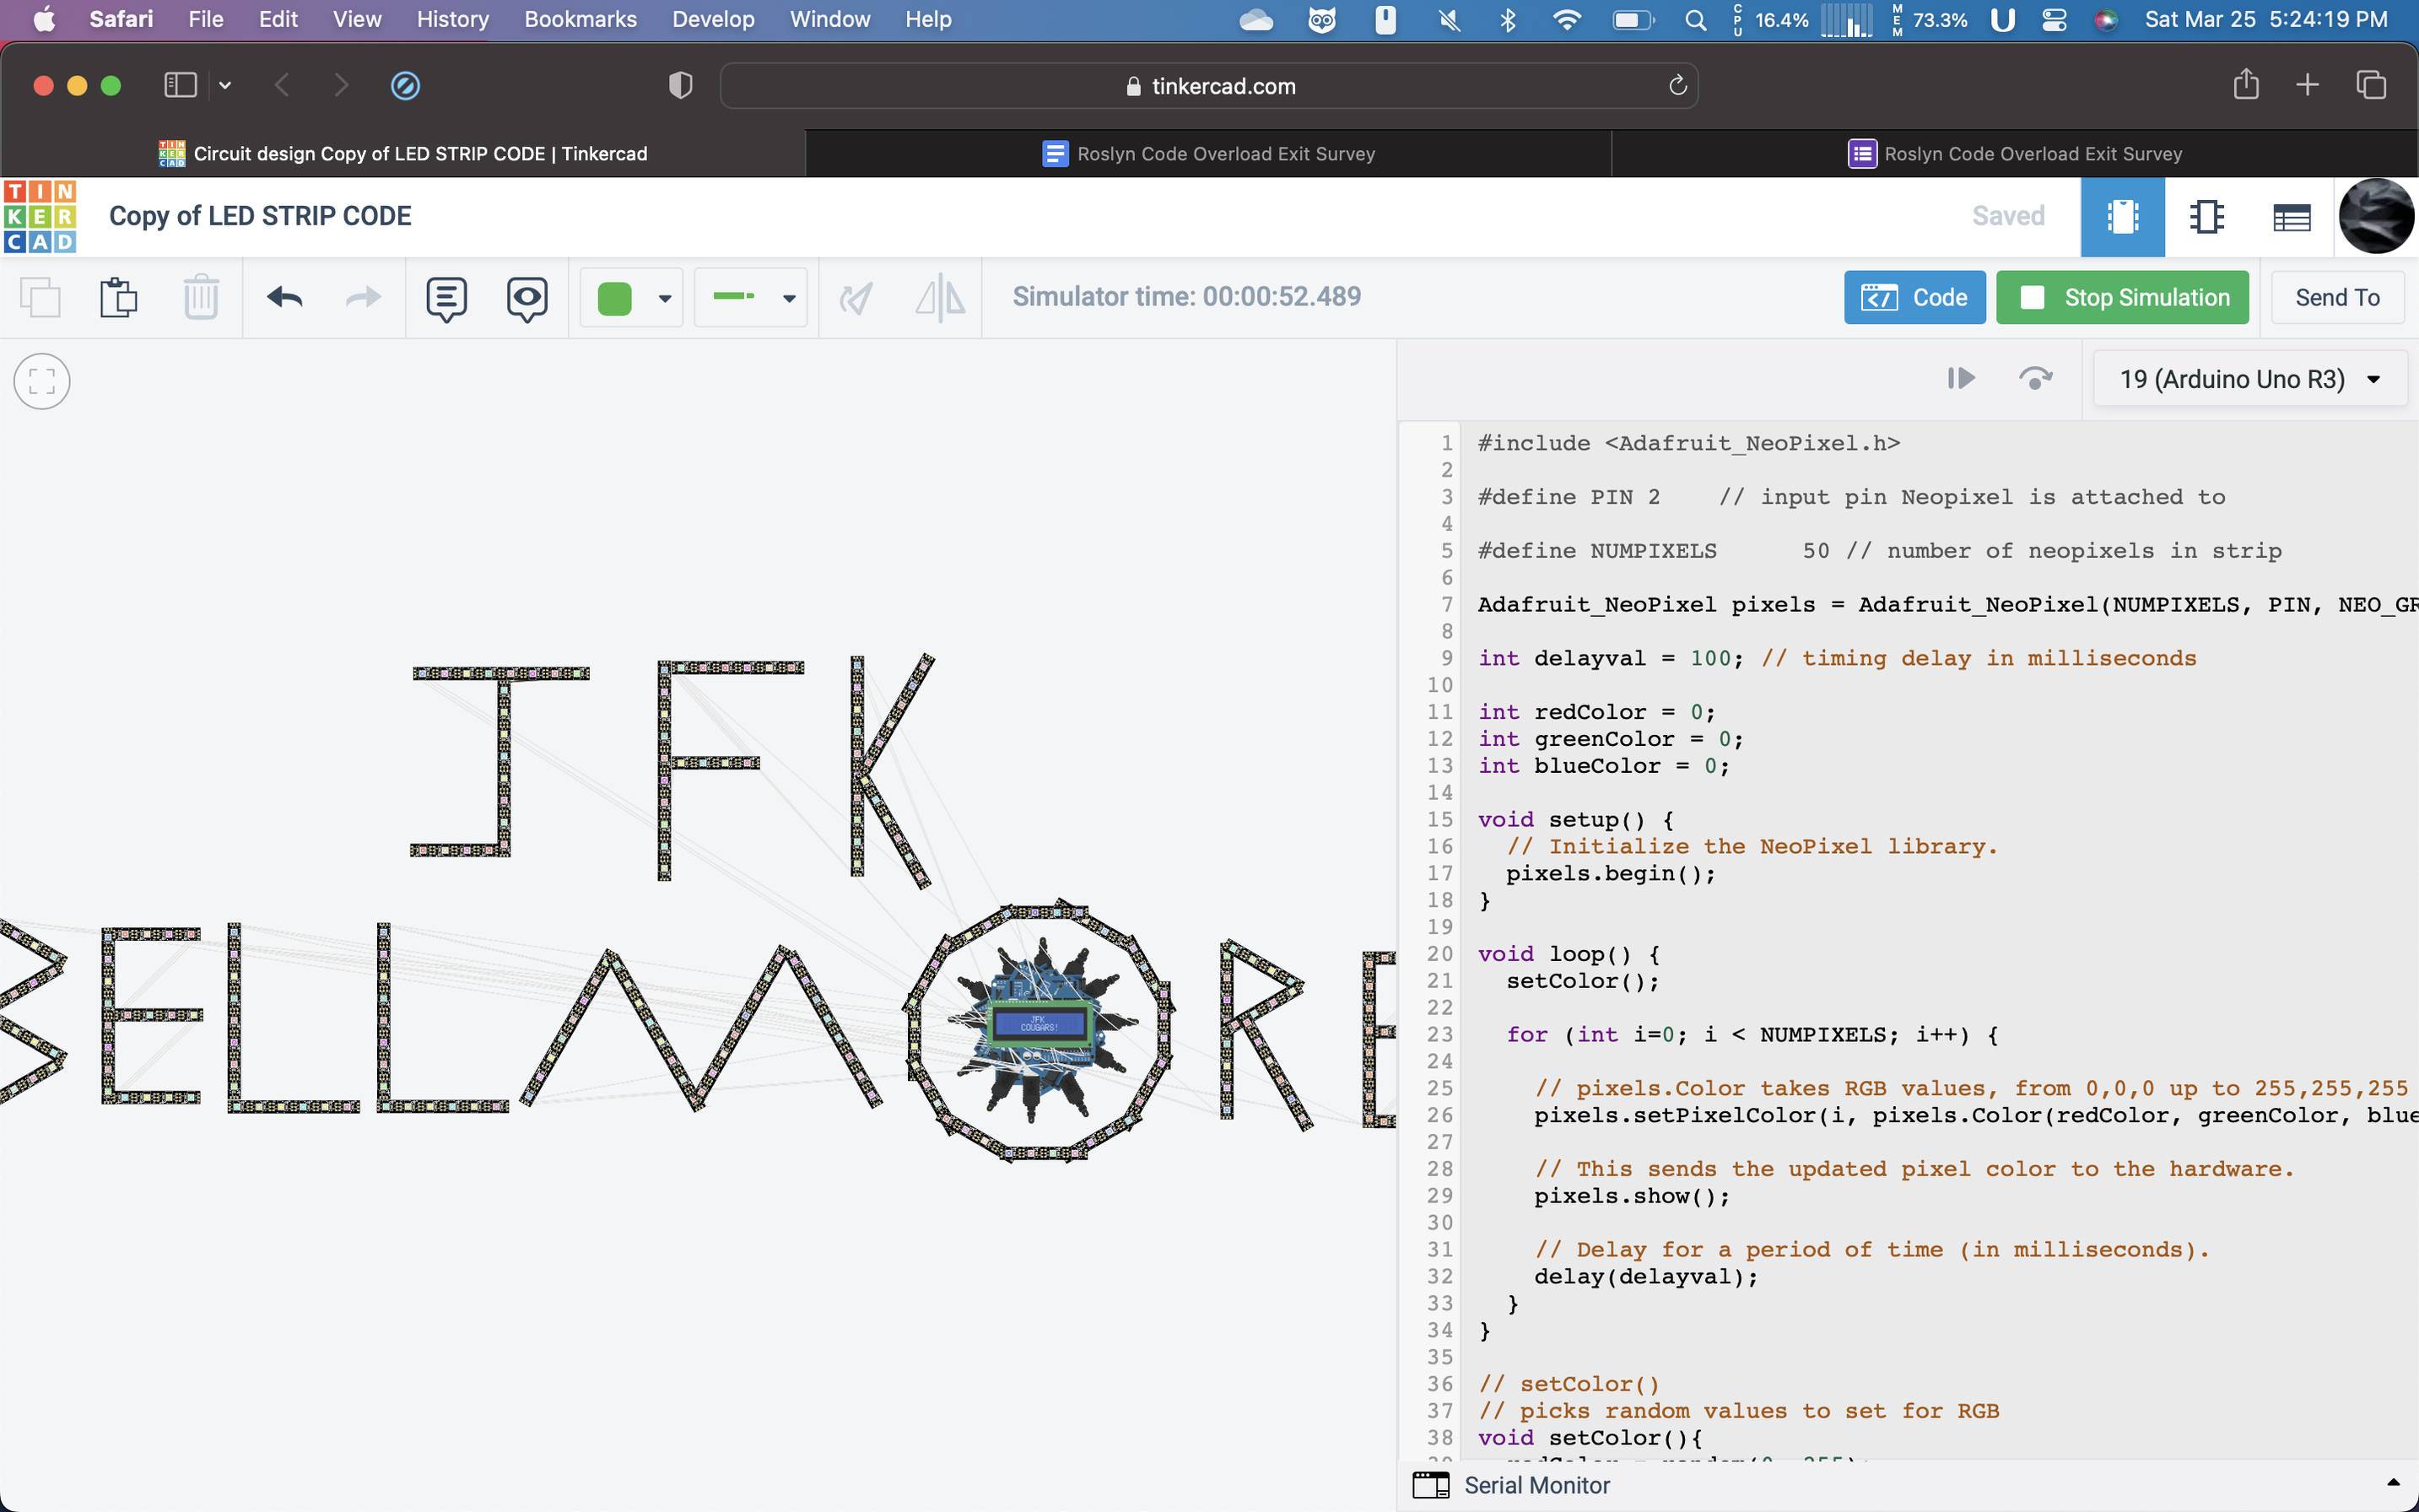 Safari File Edit View History Bookmarks Develop Window Help CPU 16.4% MEM 73.3% Sat Mar 25 5:24:19 PM
tinkercad.com
Circuit design Copy of LED STRIP CODE | Tinkercad
Roslyn Code Overload Exit Survey
Roslyn Code Overload Exit Survey
TINKERCAD
Copy of LED STRIP CODE
Saved
Simulator time: 00:00:52.489
Code
Stop Simulation
Send To
19 (Arduino Uno R3)
JFK
BELLMORE
JFK
COUGARS!
1 #include <Adafruit_NeoPixel.h>
2
3 #define PIN 2    // input pin Neopixel is attached to
4
5 #define NUMPIXELS      50 // number of neopixels in strip
6
7 Adafruit_NeoPixel pixels = Adafruit_NeoPixel(NUMPIXELS, PIN, NEO_GR
8
9 int delayval = 100; // timing delay in milliseconds
10
11 int redColor = 0;
12 int greenColor = 0;
13 int blueColor = 0;
14
15 void setup() {
16   // Initialize the NeoPixel library.
17   pixels.begin();
18 }
19
20 void loop() {
21   setColor();
22
23   for (int i=0; i < NUMPIXELS; i++) {
24
25     // pixels.Color takes RGB values, from 0,0,0 up to 255,255,255
26     pixels.setPixelColor(i, pixels.Color(redColor, greenColor, blue
27
28     // This sends the updated pixel color to the hardware.
29     pixels.show();
30
31     // Delay for a period of time (in milliseconds).
32     delay(delayval);
33   }
34 }
35
36 // setColor()
37 // picks random values to set for RGB
38 void setColor(){
Serial Monitor